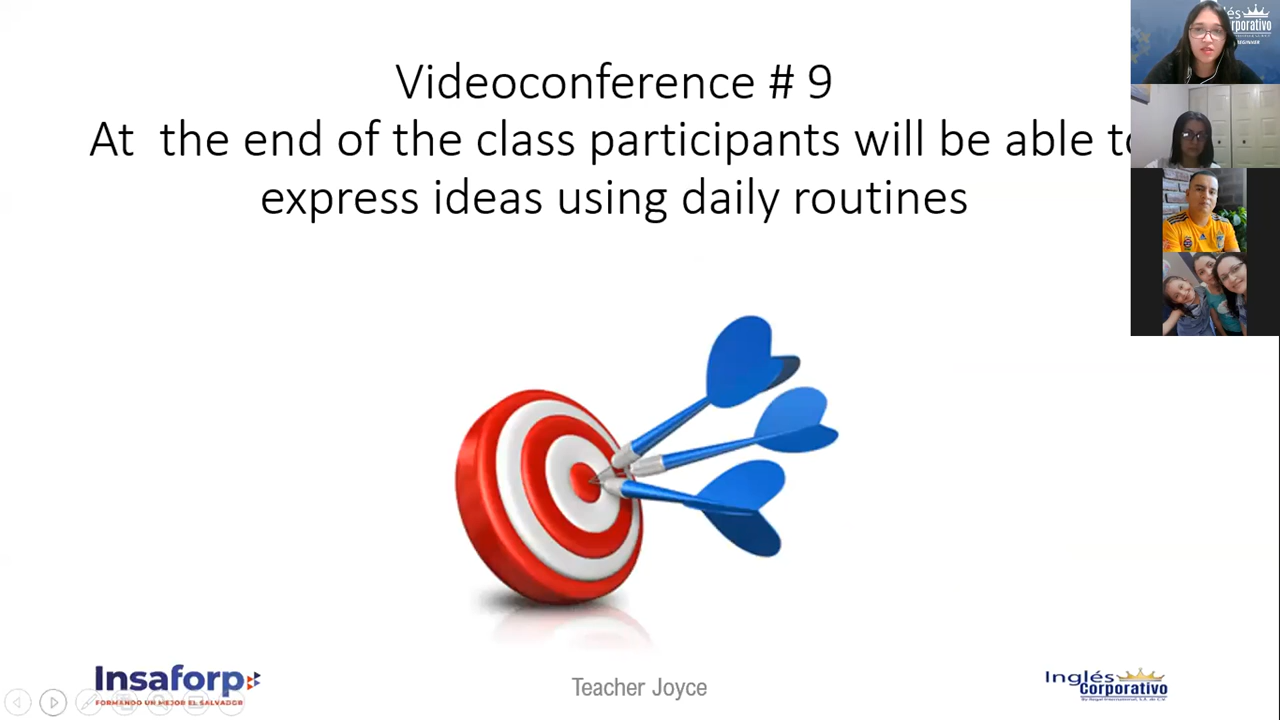 Videoconference # 9
At the end of the class participants will be able to
express ideas using daily routines
Insaforp
FORMANDO UN MEJOR EL SALVADOR
Teacher Joyce
Inglés
Corporativo